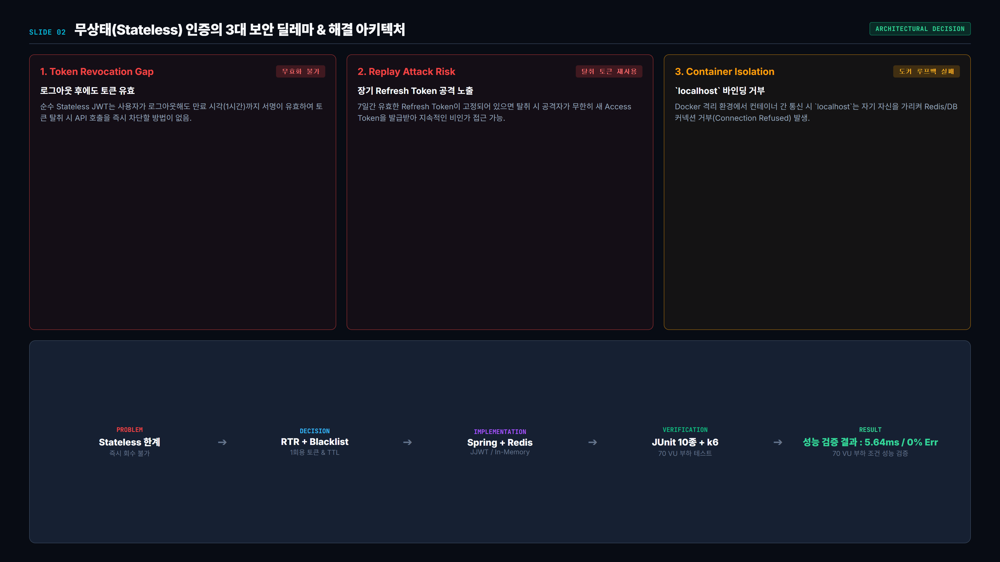 SLIDE 02 무상태(Stateless) 인증의 3대 보안 딜레마 & 해결 아키텍처
ARCHITECTURAL DECISION
1. Token Revocation Gap
무효화 불가
로그아웃 후에도 토큰 유효
순수 Stateless JWT는 사용자가 로그아웃해도 만료 시각(1시간)까지 서명이 유효하여 토
큰 탈취 시 API 호출을 즉시 차단할 방법이 없음.
2. Replay Attack Risk
탈취 토큰 재사용
장기 Refresh Token 공격 노출
7일간 유효한 Refresh Token이 고정되어 있으면 탈취 시 공격자가 무한히 새 Access
Token을 발급받아 지속적인 비인가 접근 가능.
3. Container Isolation
도커 루프백 실패
`localhost` 바인딩 거부
Docker 격리 환경에서 컨테이너 간 통신 시 `localhost`는 자기 자신을 가리켜 Redis/DB
커넥션 거부(Connection Refused) 발생.
PROBLEM
Stateless 한계
즉시 회수 불가
→
DECISION
RTR + Blacklist
1회용 토큰 & TTL
→
IMPLEMENTATION
Spring + Redis
JJWT / In-Memory
→
VERIFICATION
JUnit 10종 + k6
70 VU 부하 테스트
→
RESULT
성능 검증 결과 : 5.64ms / 0% Err
70 VU 부하 조건 성능 검증